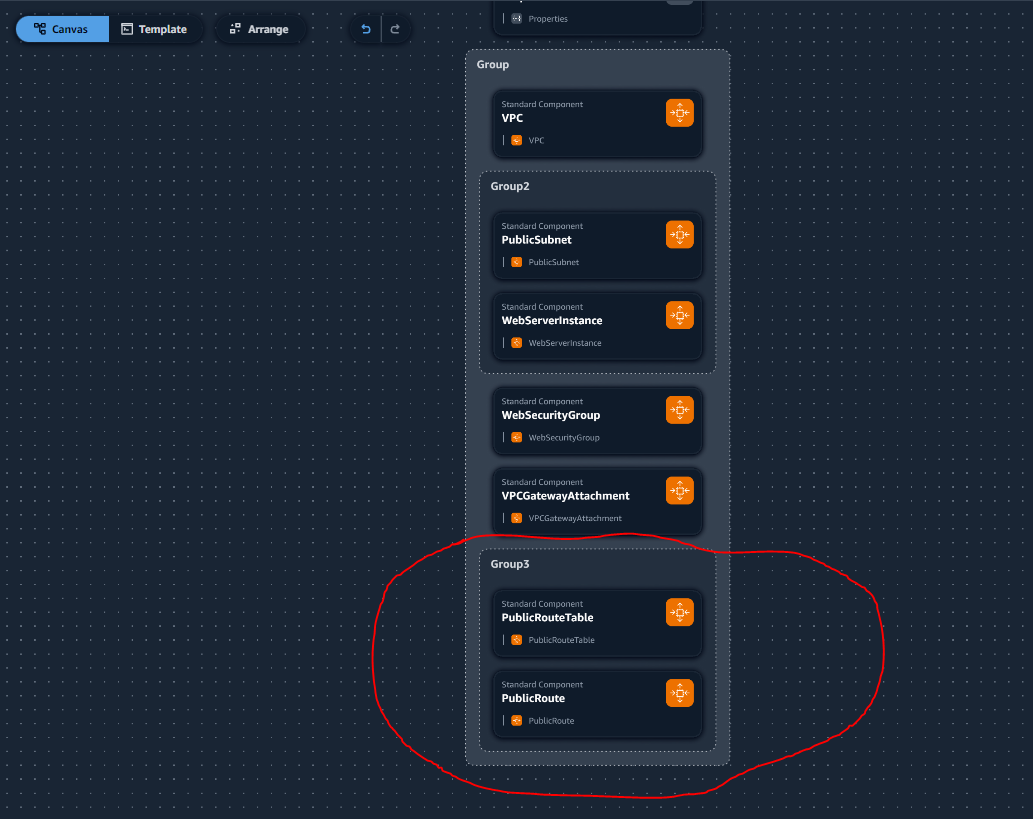 Properties
Canvas
Template
Arrange
Group
Standard Component
VPC
VPC
Group2
Standard Component
PublicSubnet
PublicSubnet
Standard Component
WebServerInstance
WebServerInstance
Standard Component
WebSecurityGroup
WebSecurityGroup
Standard Component
VPCGatewayAttachment
VPCGatewayAttachment
Group3
Standard Component
PublicRouteTable
PublicRouteTable
Standard Component
PublicRoute
PublicRoute